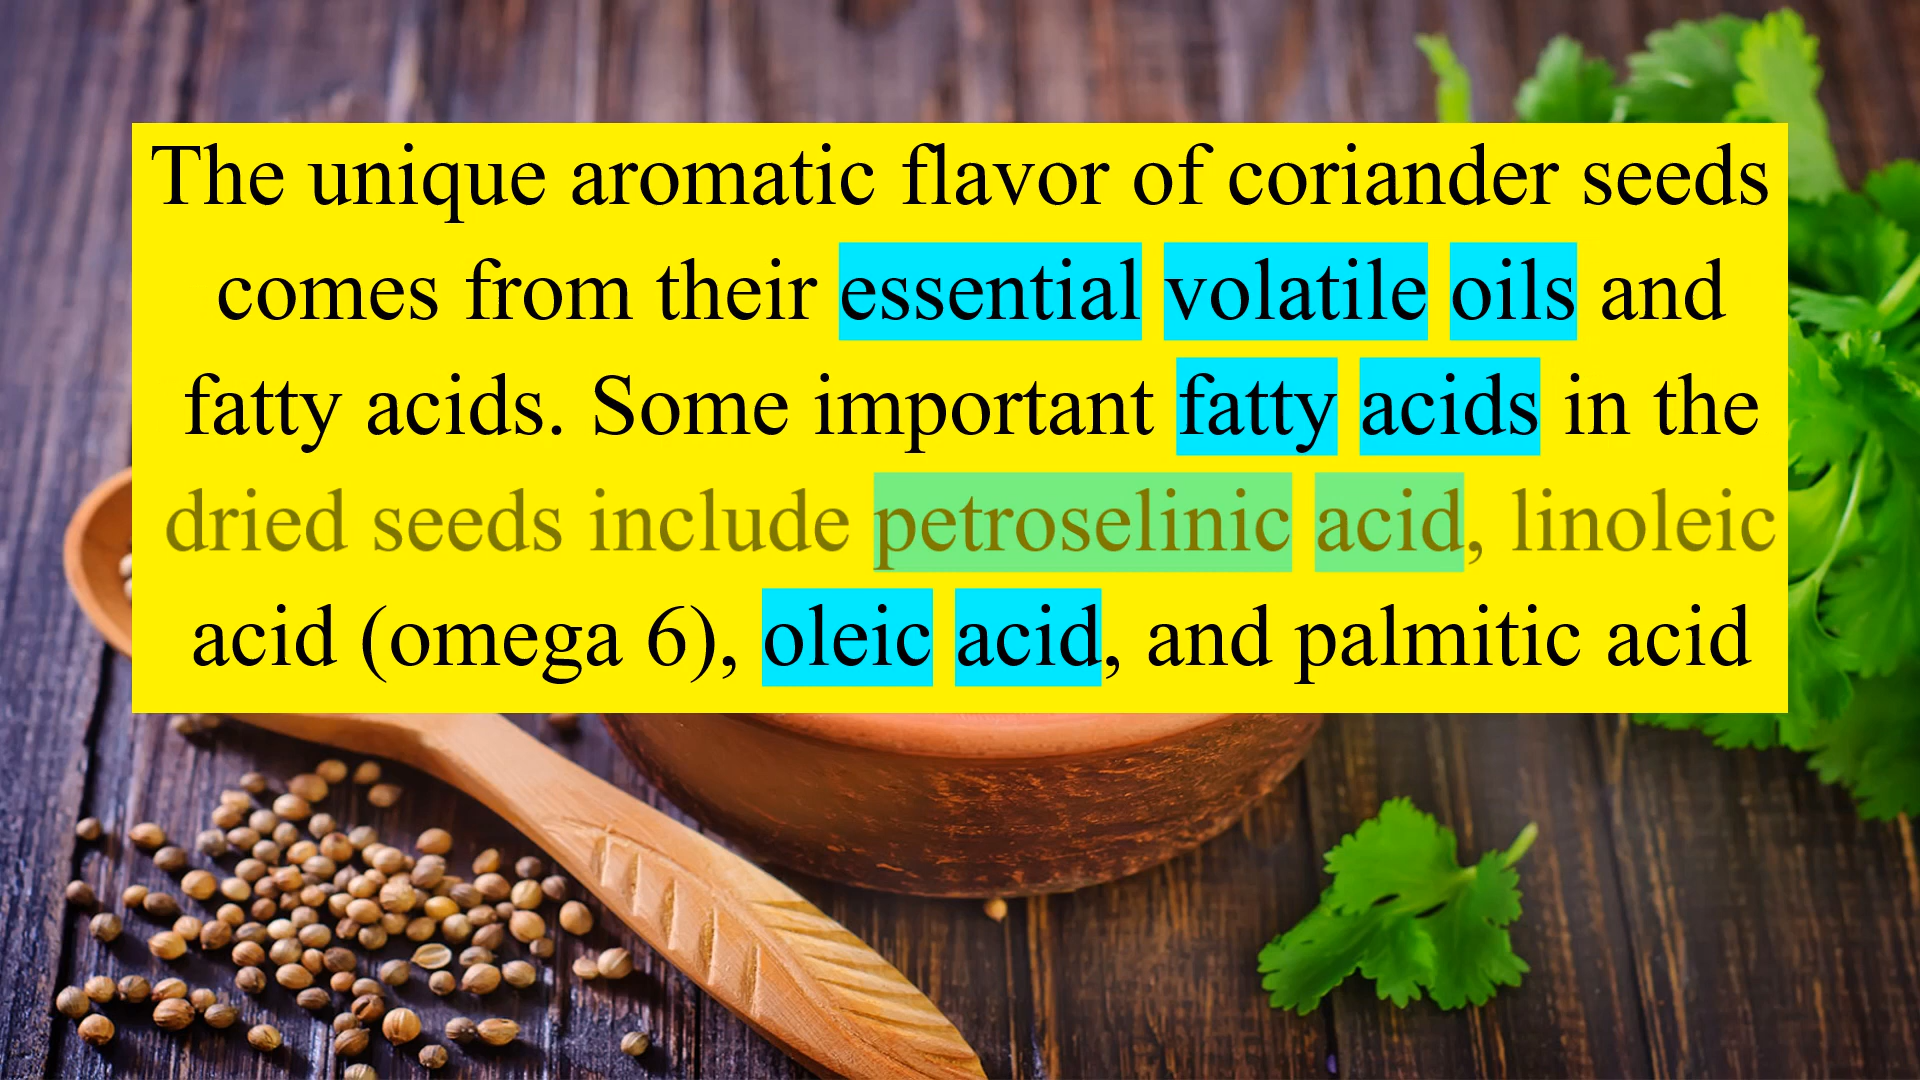 The unique aromatic flavor of coriander seeds
comes from their essential volatile oils and
fatty acids. Some important fatty acids in the
dried seeds include petroselinic acid, linoleic
acid (omega 6), oleic acid, and palmitic acid